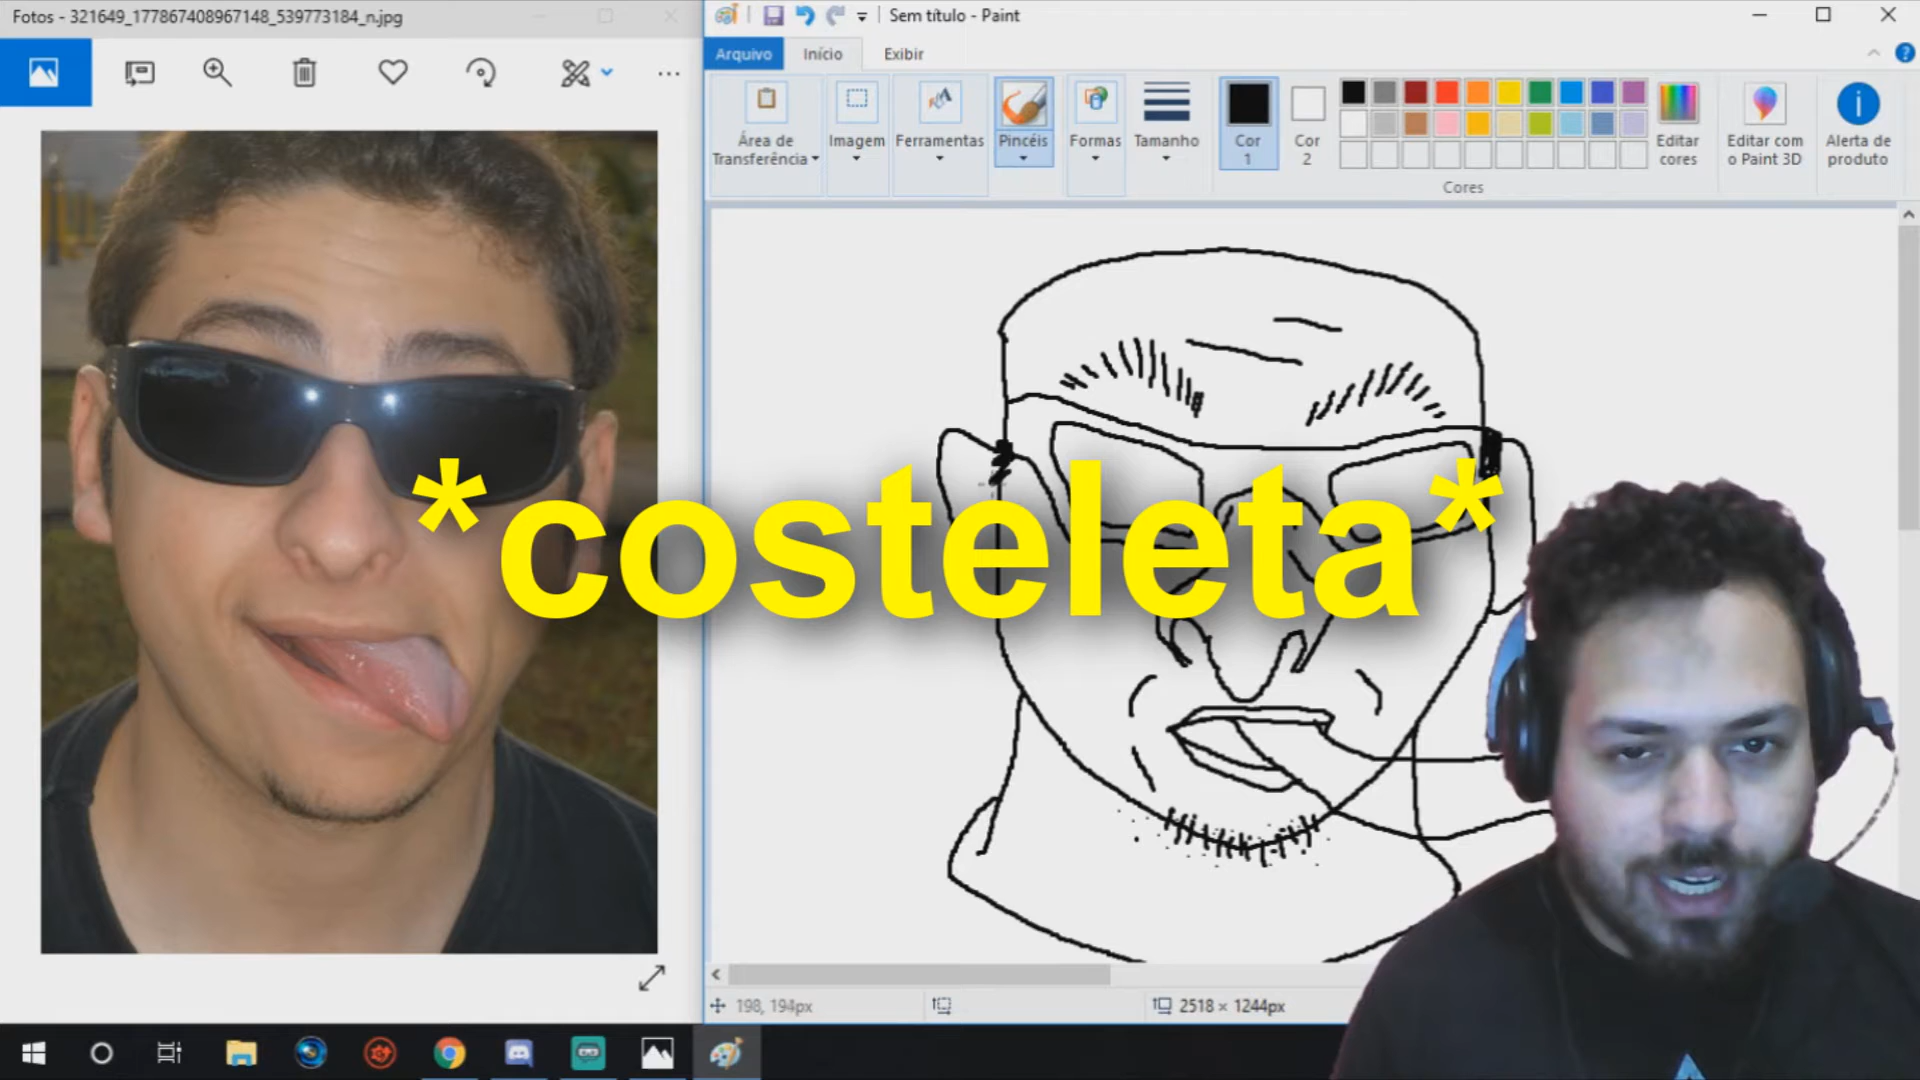 Fotos - 321649_177867408967148_539773184_n.jpg
Sem título - Paint
Arquivo
Início
Exibir
Área de
Transferência
Imagem
Ferramentas
Pincéis
Formas
Tamanho
Cor
1
Cor
2
Editar
cores
Editar com
o Paint 3D
Alerta de
produto
Cores
*costeleta*
198, 194px
2518 × 1244px